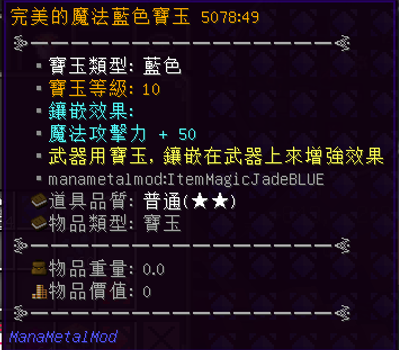 完美的魔法藍色寶玉 5078:49
寶玉類型: 藍色
寶玉等級: 10
鑲嵌效果:
魔法攻擊力 + 50
武器用寶玉, 鑲嵌在武器上來增強效果
manametalmod:ItemMagicJadeBLUE
道具品質: 普通(★★)
物品類型: 寶玉
物品重量: 0.0
物品價值: 0
ManaMetalMod